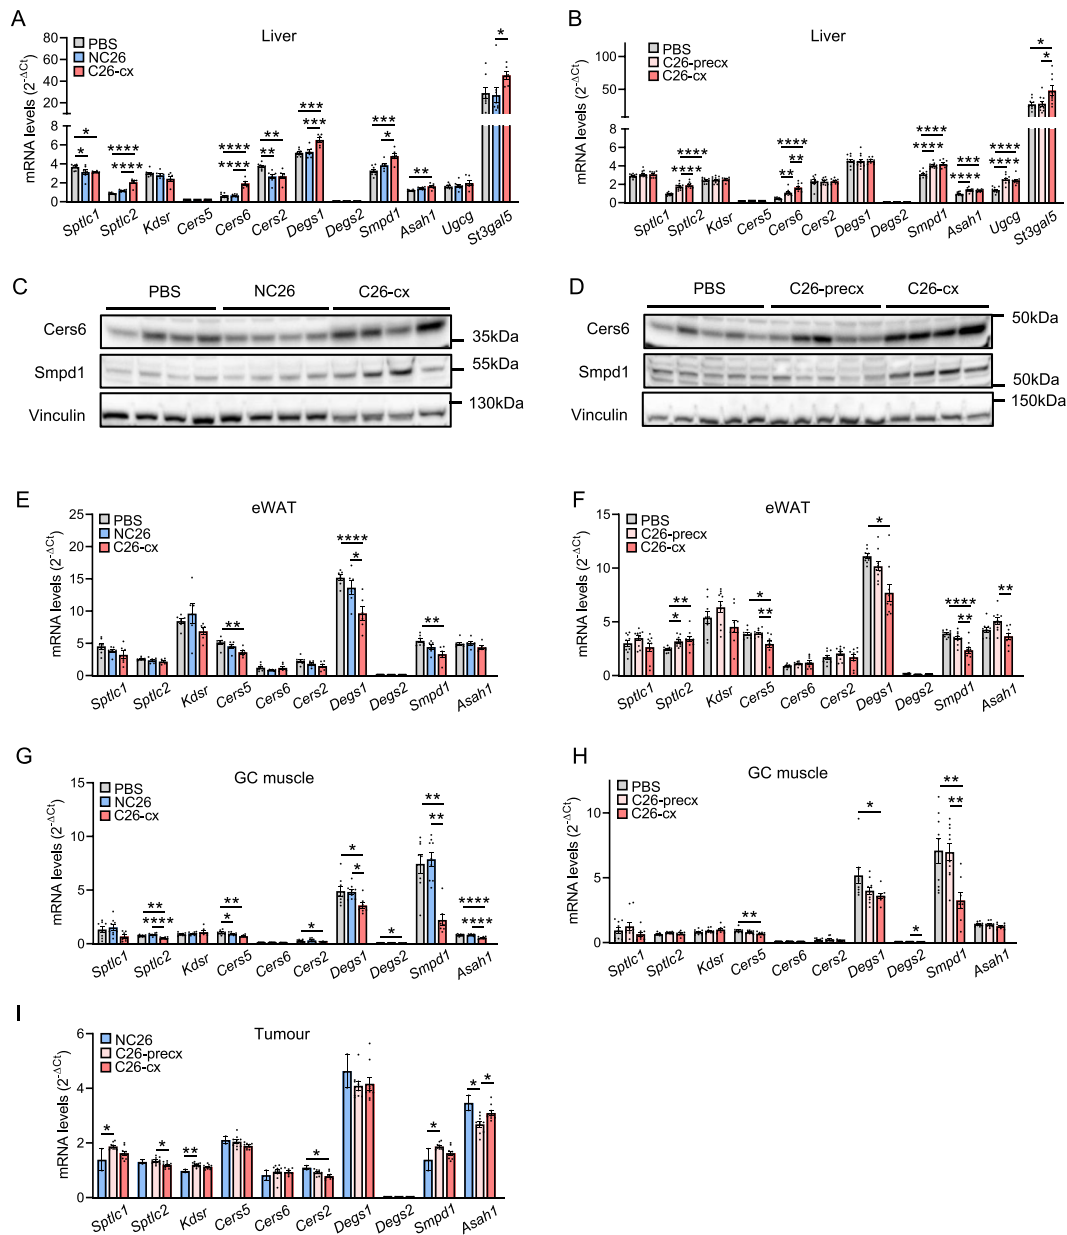 A
Liver
mRNA levels (2-ΔCt)
80
60
40
20
8
6
4
2
0
PBS
NC26
C26-cx
*
*
****
****
****
****
**
**
***
***
***
*
**
*
Sptlc1
Sptlc2
Kdsr
Cers5
Cers6
Cers2
Degs1
Degs2
Smpd1
Asah1
Ugcg
St3gal5
B
Liver
mRNA levels (2-ΔCt)
100
50
8
6
4
2
0
PBS
C26-precx
C26-cx
****
****
****
**
**
****
****
***
****
****
****
*
*
Sptlc1
Sptlc2
Kdsr
Cers5
Cers6
Cers2
Degs1
Degs2
Smpd1
Asah1
Ugcg
St3gal5
C
PBS NC26 C26-cx
Cers6
35kDa
Smpd1
55kDa
Vinculin
130kDa
D
PBS C26-precx C26-cx
Cers6
50kDa
Smpd1
50kDa
Vinculin
150kDa
E
eWAT
mRNA levels (2-ΔCt)
25
20
15
10
5
0
PBS
NC26
C26-cx
**
****
*
**
Sptlc1
Sptlc2
Kdsr
Cers5
Cers6
Cers2
Degs1
Degs2
Smpd1
Asah1
F
eWAT
mRNA levels (2-ΔCt)
15
10
5
0
PBS
C26-precx
C26-cx
**
*
*
**
*
****
**
**
Sptlc1
Sptlc2
Kdsr
Cers5
Cers6
Cers2
Degs1
Degs2
Smpd1
Asah1
G
GC muscle
mRNA levels (2-ΔCt)
15
10
5
0
PBS
NC26
C26-cx
**
****
**
*
*
*
*
*
**
**
****
****
Sptlc1
Sptlc2
Kdsr
Cers5
Cers6
Cers2
Degs1
Degs2
Smpd1
Asah1
H
GC muscle
mRNA levels (2-ΔCt)
10
5
0
PBS
C26-precx
C26-cx
**
*
*
**
**
Sptlc1
Sptlc2
Kdsr
Cers5
Cers6
Cers2
Degs1
Degs2
Smpd1
Asah1
I
Tumour
mRNA levels (2-ΔCt)
6
4
2
0
NC26
C26-precx
C26-cx
*
*
**
*
*
*
*
Sptlc1
Sptlc2
Kdsr
Cers5
Cers6
Cers2
Degs1
Degs2
Smpd1
Asah1